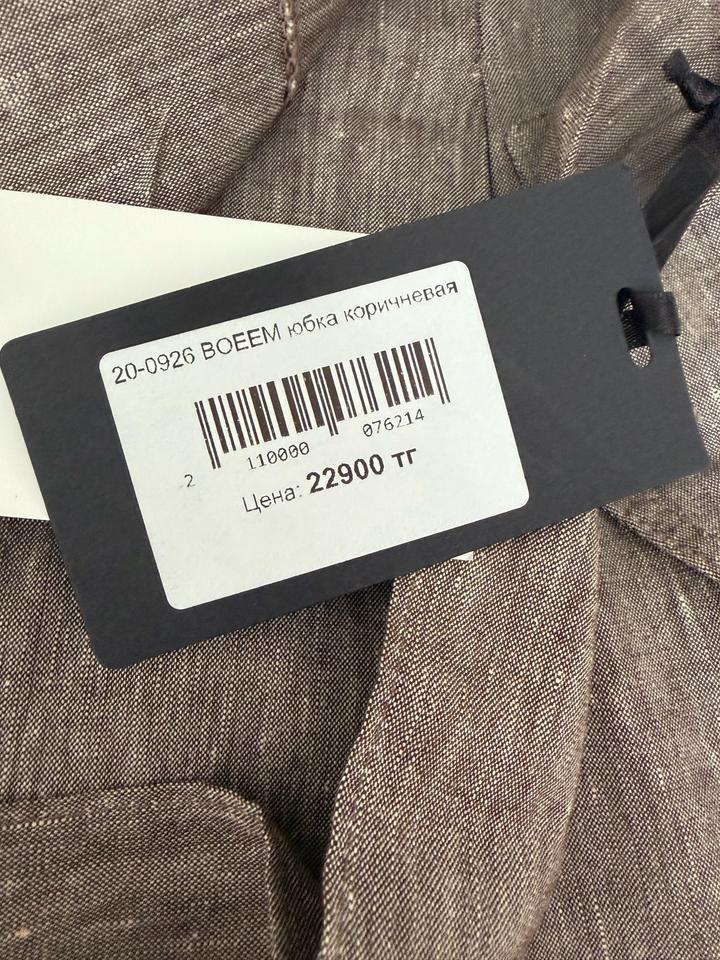 20-0926 BOEEM юбка коричневая
2 110000 076214
Цена: 22900 тг